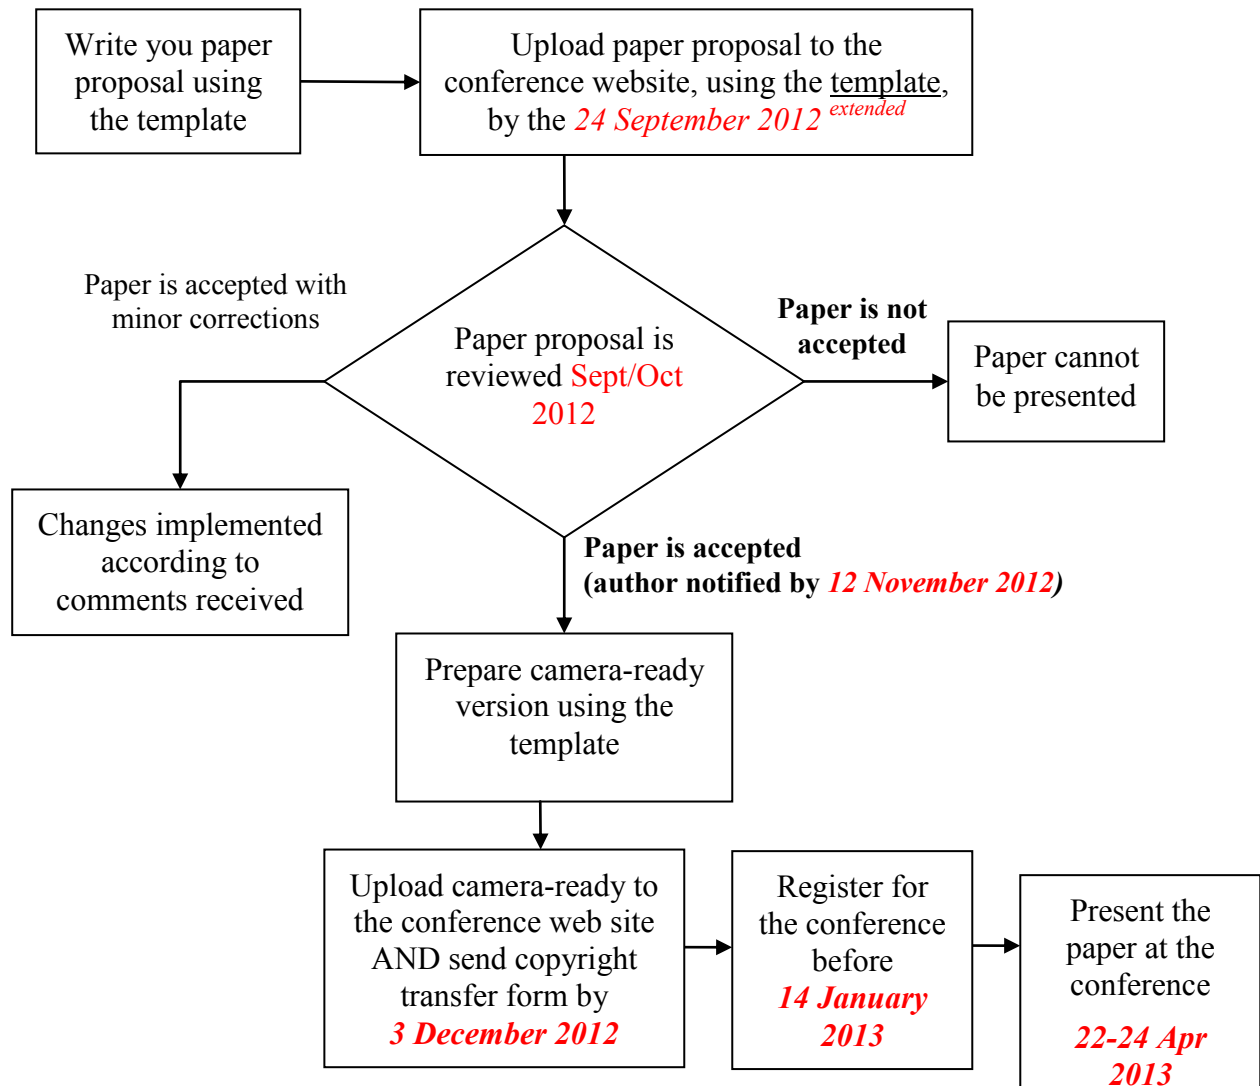 Write you paper
proposal using
the template
Upload paper proposal to the
conference website, using the template,
by the 24 September 2012 extended
Paper is accepted with
minor corrections
Paper proposal is
reviewed Sept/Oct
2012
Paper is not
accepted
Paper cannot
be presented
Changes implemented
according to
comments received
Paper is accepted
(author notified by 12 November 2012)
Prepare camera-ready
version using the
template
Upload camera-ready to
the conference web site
AND send copyright
transfer form by
3 December 2012
Register for
the conference
before
14 January
2013
Present the
paper at the
conference
22-24 Apr
2013